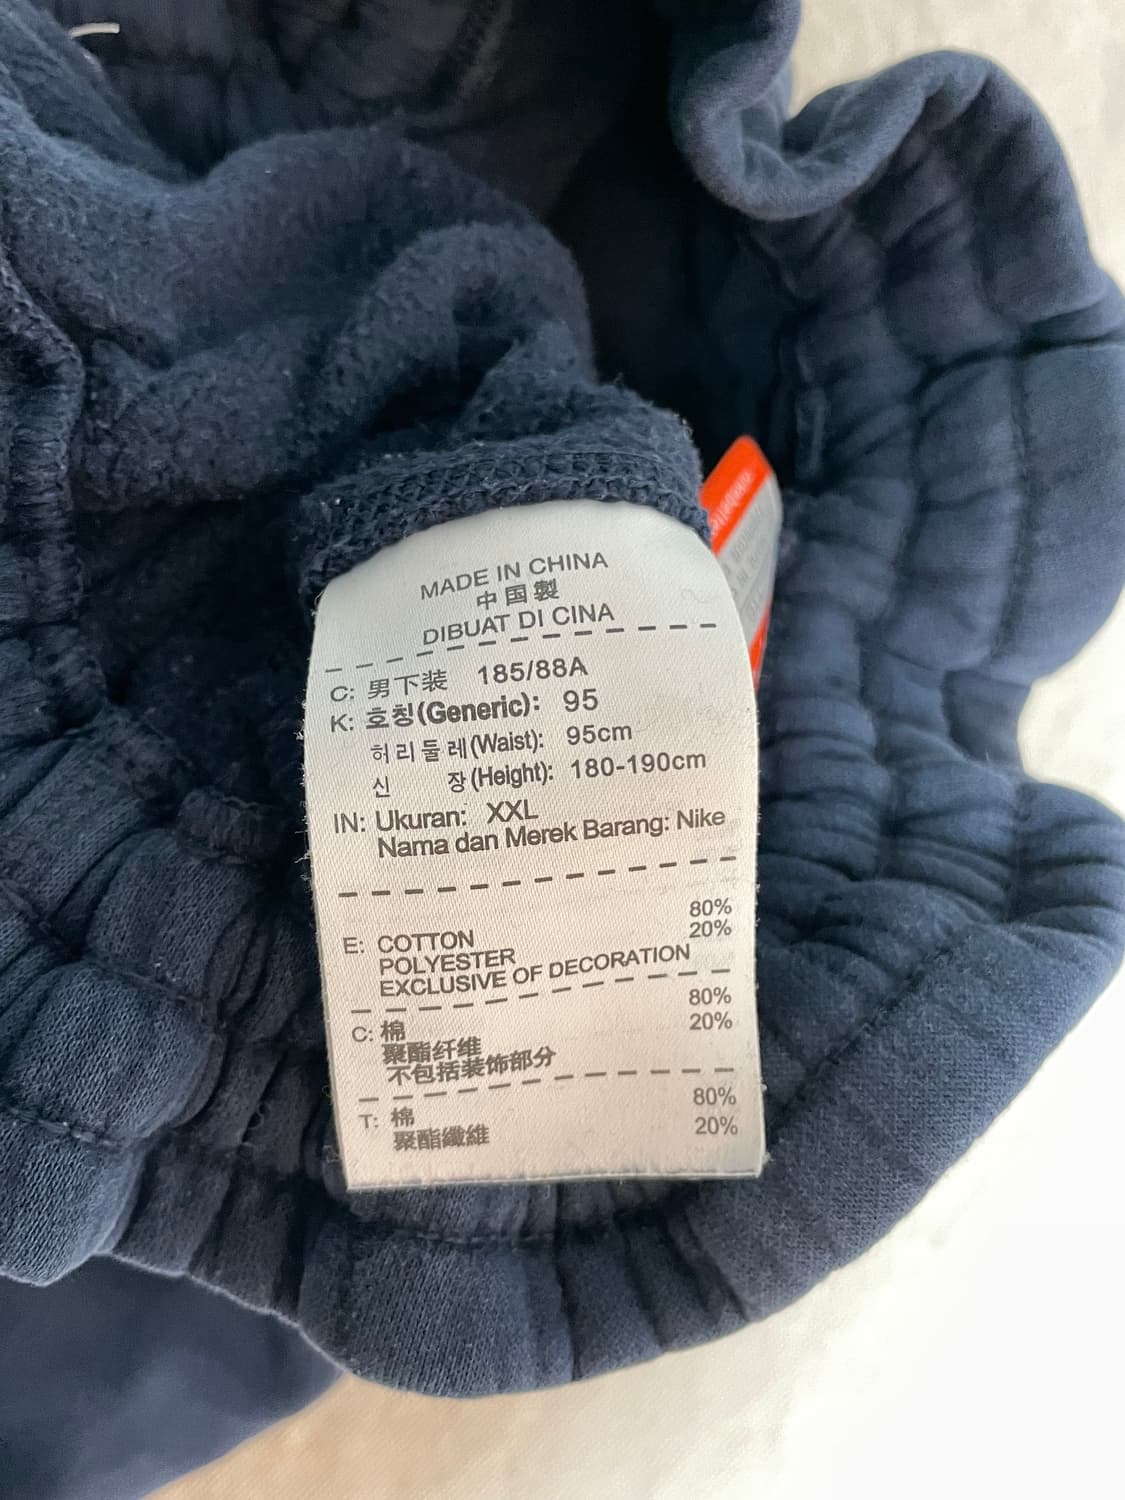 MADE IN CHINA
中国製
DIBUAT DI CINA
C: 男下装 185/88A
K: 호칭(Generic): 95
허리둘레(Waist): 95cm
신 장(Height): 180-190cm
IN: Ukuran: XXL
Nama dan Merek Barang: Nike
80%
E: COTTON 20%
POLYESTER
EXCLUSIVE OF DECORATION
80%
C: 棉 20%
聚酯纤维
不包括装饰部分
80%
T: 棉 20%
聚酯纖維